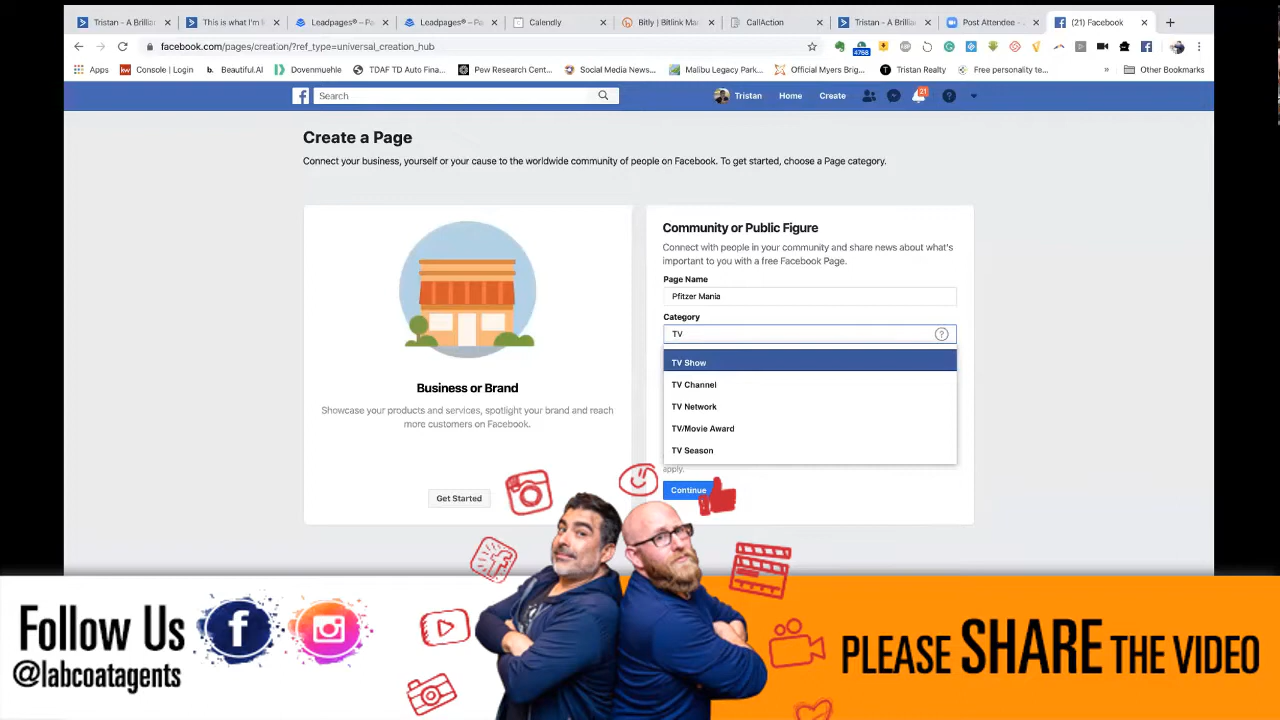 Tristan - A Brillia
This is what I'm l
Leadpages® – Pe
Leadpages® – Pa
Calendly
Bitly | Bitlink Ma
CallAction
Tristan - A Brillia
Post Attendee -
(21) Facebook
facebook.com/pages/creation/?ref_type=universal_creation_hub
4768
Apps
Console | Login
Beautiful.AI
Dovenmuehle
TDAF TD Auto Fina...
Pew Research Cent...
Social Media News...
Malibu Legacy Park...
Official Myers Brig...
Tristan Realty
Free personality te...
»
Other Bookmarks
Search
Tristan
Home
Create
21
Create a Page
Connect your business, yourself or your cause to the worldwide community of people on Facebook. To get started, choose a Page category.
Business or Brand
Showcase your products and services, spotlight your brand and reach
more customers on Facebook.
Get Started
Community or Public Figure
Connect with people in your community and share news about what's
important to you with a free Facebook Page.
Page Name
Pfitzer Mania
Category
TV
TV Show
TV Channel
TV Network
TV/Movie Award
TV Season
apply.
Continue
Follow Us
@labcoatagents
PLEASE SHARE THE VIDEO